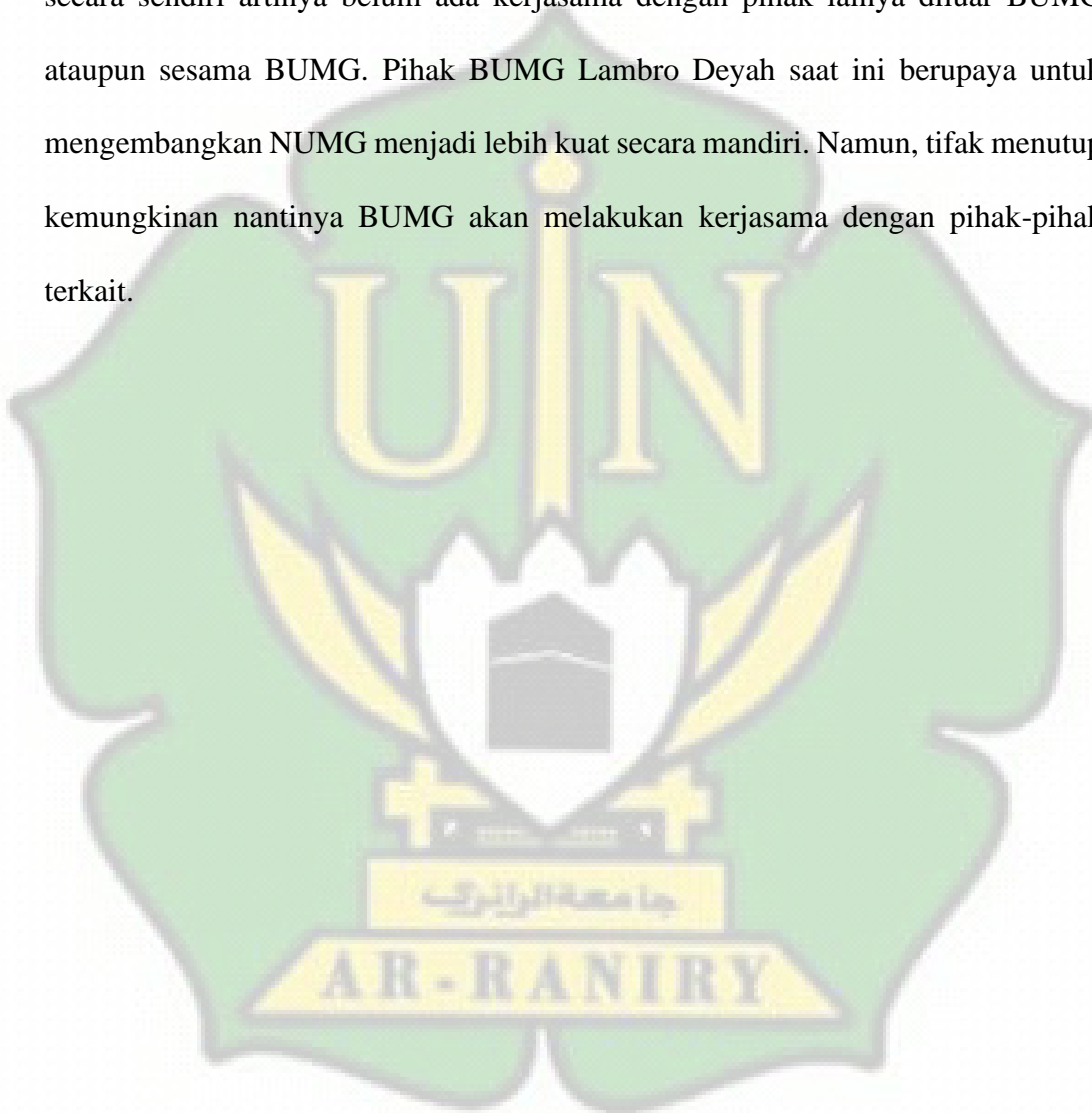 secara sendiri artinya belum ada kerjasama dengan pihak lainya diluar BUMG
ataupun sesama BUMG. Pihak BUMG Lambro Deyah saat ini berupaya untuk
mengembangkan NUMG menjadi lebih kuat secara mandiri. Namun, tifak menutup
kemungkinan nantinya BUMG akan melakukan kerjasama dengan pihak-pihak
terkait.
UIN
جامعة الرانري
AR-RANIRY